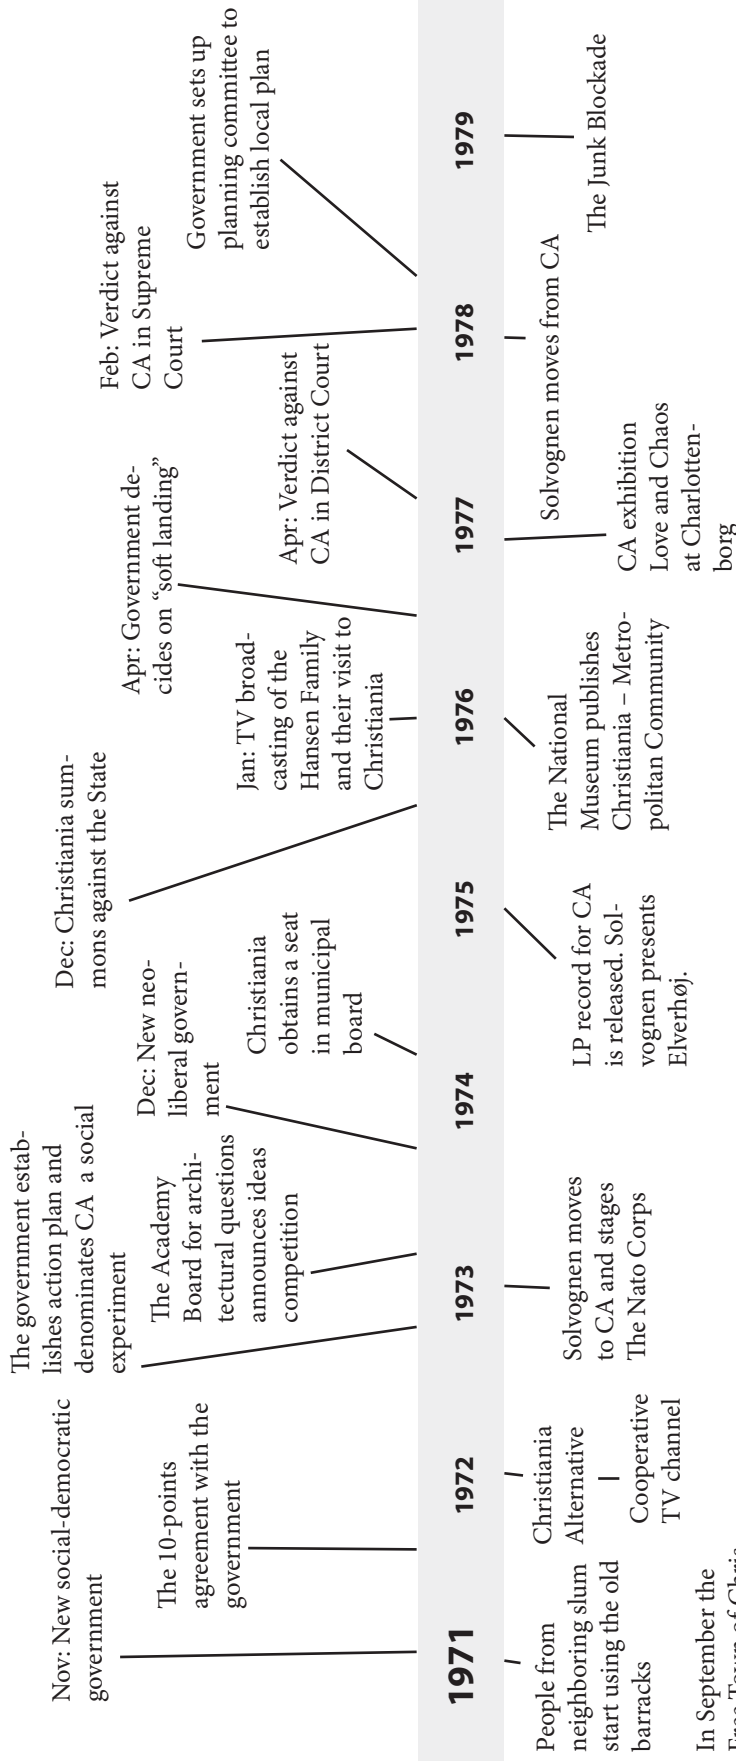 Nov: New social-democratic
government
The 10-points
agreement with the
government
The government estab-
lishes action plan and
denominates CA a social
experiment
The Academy
Board for archi-
tectural questions
announces ideas
competition
Dec: New neo-
liberal govern-
ment
Christiania
obtains a seat
in municipal
board
Dec: Christiania sum-
mons against the State
Jan: TV broad-
casting of the
Hansen Family
and their visit to
Christiania
Apr: Government de-
cides on “soft landing”
Apr: Verdict against
CA in District Court
Feb: Verdict against
CA in Supreme
Court
Government sets up
planning committee to
establish local plan
1971
1972
1973
1974
1975
1976
1977
1978
1979
People from
neighboring slum
start using the old
barracks
In September the
Free Town of Chris
Christiania
Alternative
Cooperative
TV channel
Solvognen moves
to CA and stages
The Nato Corps
LP record for CA
is released. Sol-
vognen presents
Elverhøj.
The National
Museum publishes
Christiania – Metro-
politan Community
CA exhibition
Love and Chaos
at Charlotten-
borg
Solvognen moves from CA
The Junk Blockade